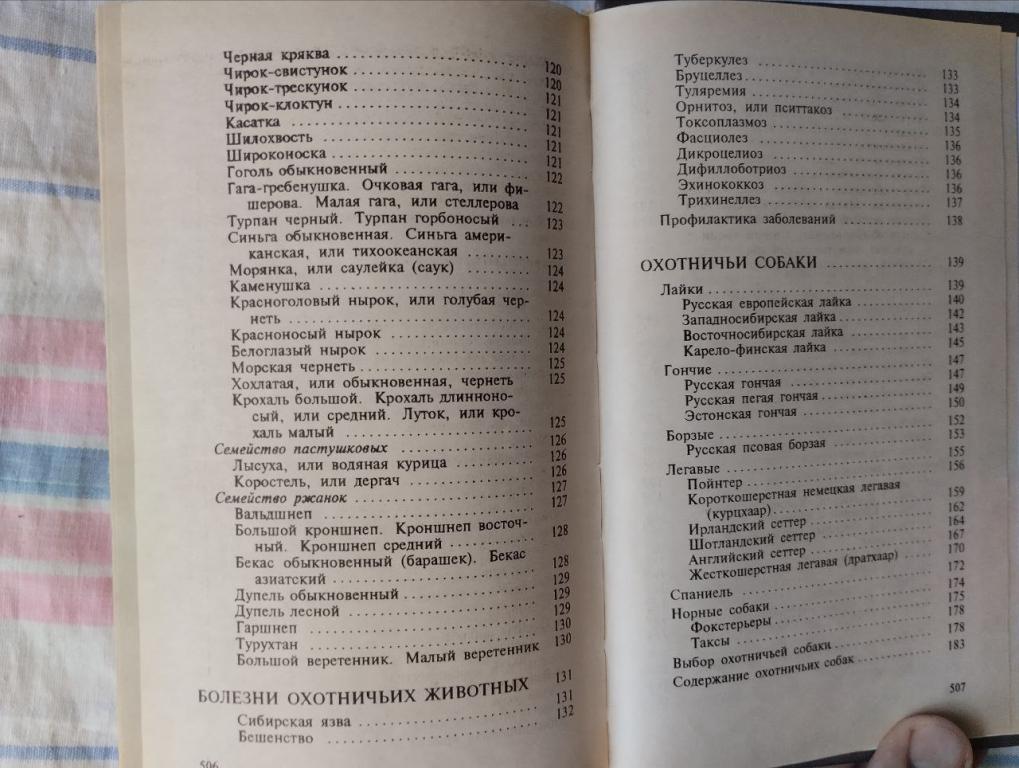 Черная кряква ..... 120
Чирок-свистунок ..... 120
Чирок-трескунок ..... 121
Чирок-клоктун ..... 121
Касатка ..... 121
Шилохвость ..... 121
Широконоска ..... 121
Гоголь обыкновенный ..... 122
Гага-гребенушка. Очковая гага, или фи-
шерова. Малая гага, или стеллерова 122
Турпан черный. Турпан горбоносый ... 123
Синьга обыкновенная. Синьга амери-
канская, или тихоокеанская ..... 123
Морянка, или саулейка (саук) ..... 124
Каменушка ..... 124
Красноголовый нырок, или голубая чер-
неть ..... 124
Красноносый нырок ..... 124
Белоглазый нырок ..... 124
Морская чернеть ..... 125
Хохлатая, или обыкновенная, чернеть 125
Крохаль большой. Крохаль длинноно-
сый, или средний. Луток, или кро-
халь малый ..... 125
Семейство пастушковых ..... 126
Лысуха, или водяная курица ..... 126
Коростель, или дергач ..... 126
Семейство ржанок ..... 127
Вальдшнеп ..... 127
Большой кроншнеп. Кроншнеп восточ-
ный. Кроншнеп средний ..... 128
Бекас обыкновенный (барашек). Бекас
азиатский ..... 128
Дупель обыкновенный ..... 129
Дупель лесной ..... 129
Гаршнеп ..... 129
Турухтан ..... 130
Большой веретенник. Малый веретенник 130
БОЛЕЗНИ ОХОТНИЧЬИХ ЖИВОТНЫХ 131
Сибирская язва ..... 131
Бешенство ..... 132
506
Туберкулез ..... 133
Бруцеллез ..... 133
Туляремия ..... 134
Орнитоз, или пситтакоз ..... 134
Токсоплазмоз ..... 135
Фасциолез ..... 136
Дикроцелиоз ..... 136
Дифиллоботриоз ..... 136
Эхинококкоз ..... 136
Трихинеллез ..... 137
Профилактика заболеваний ..... 138
ОХОТНИЧЬИ СОБАКИ ..... 139
Лайки ..... 139
Русская европейская лайка ..... 140
Западносибирская лайка ..... 142
Восточносибирская лайка ..... 143
Карело-финская лайка ..... 145
Гончие ..... 147
Русская гончая ..... 147
Русская пегая гончая ..... 149
Эстонская гончая ..... 150
Борзые ..... 152
Русская псовая борзая ..... 153
Легавые ..... 155
Пойнтер ..... 156
Короткошерстная немецкая легавая
(курцхаар) ..... 159
Ирландский сеттер ..... 162
Шотландский сеттер ..... 164
Английский сеттер ..... 167
Жесткошерстная легавая (дратхаар) ..... 170
Спаниель ..... 172
Норные собаки ..... 174
Фокстерьеры ..... 175
Таксы ..... 178
Выбор охотничьей собаки ..... 178
Содержание охотничьих собак ..... 183
507